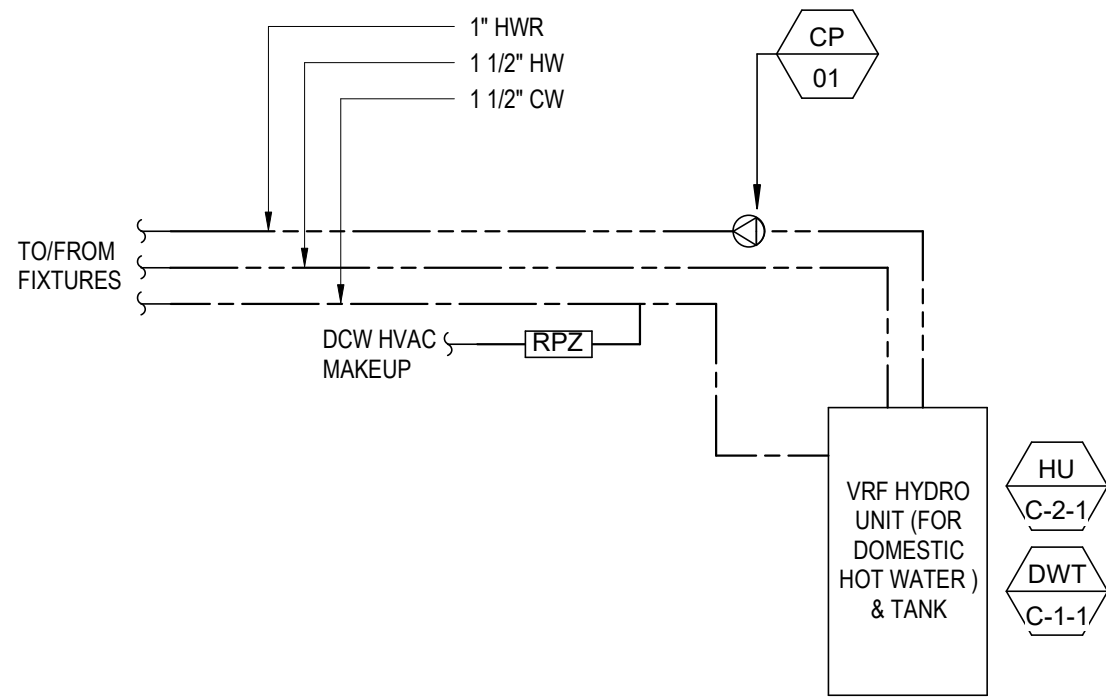 1" HWR
1 1/2" HW
1 1/2" CW
CP
01
TO/FROM
FIXTURES
DCW HVAC
MAKEUP
RPZ
VRF HYDRO
UNIT (FOR
DOMESTIC
HOT WATER )
& TANK
HU
C-2-1
DWT
C-1-1